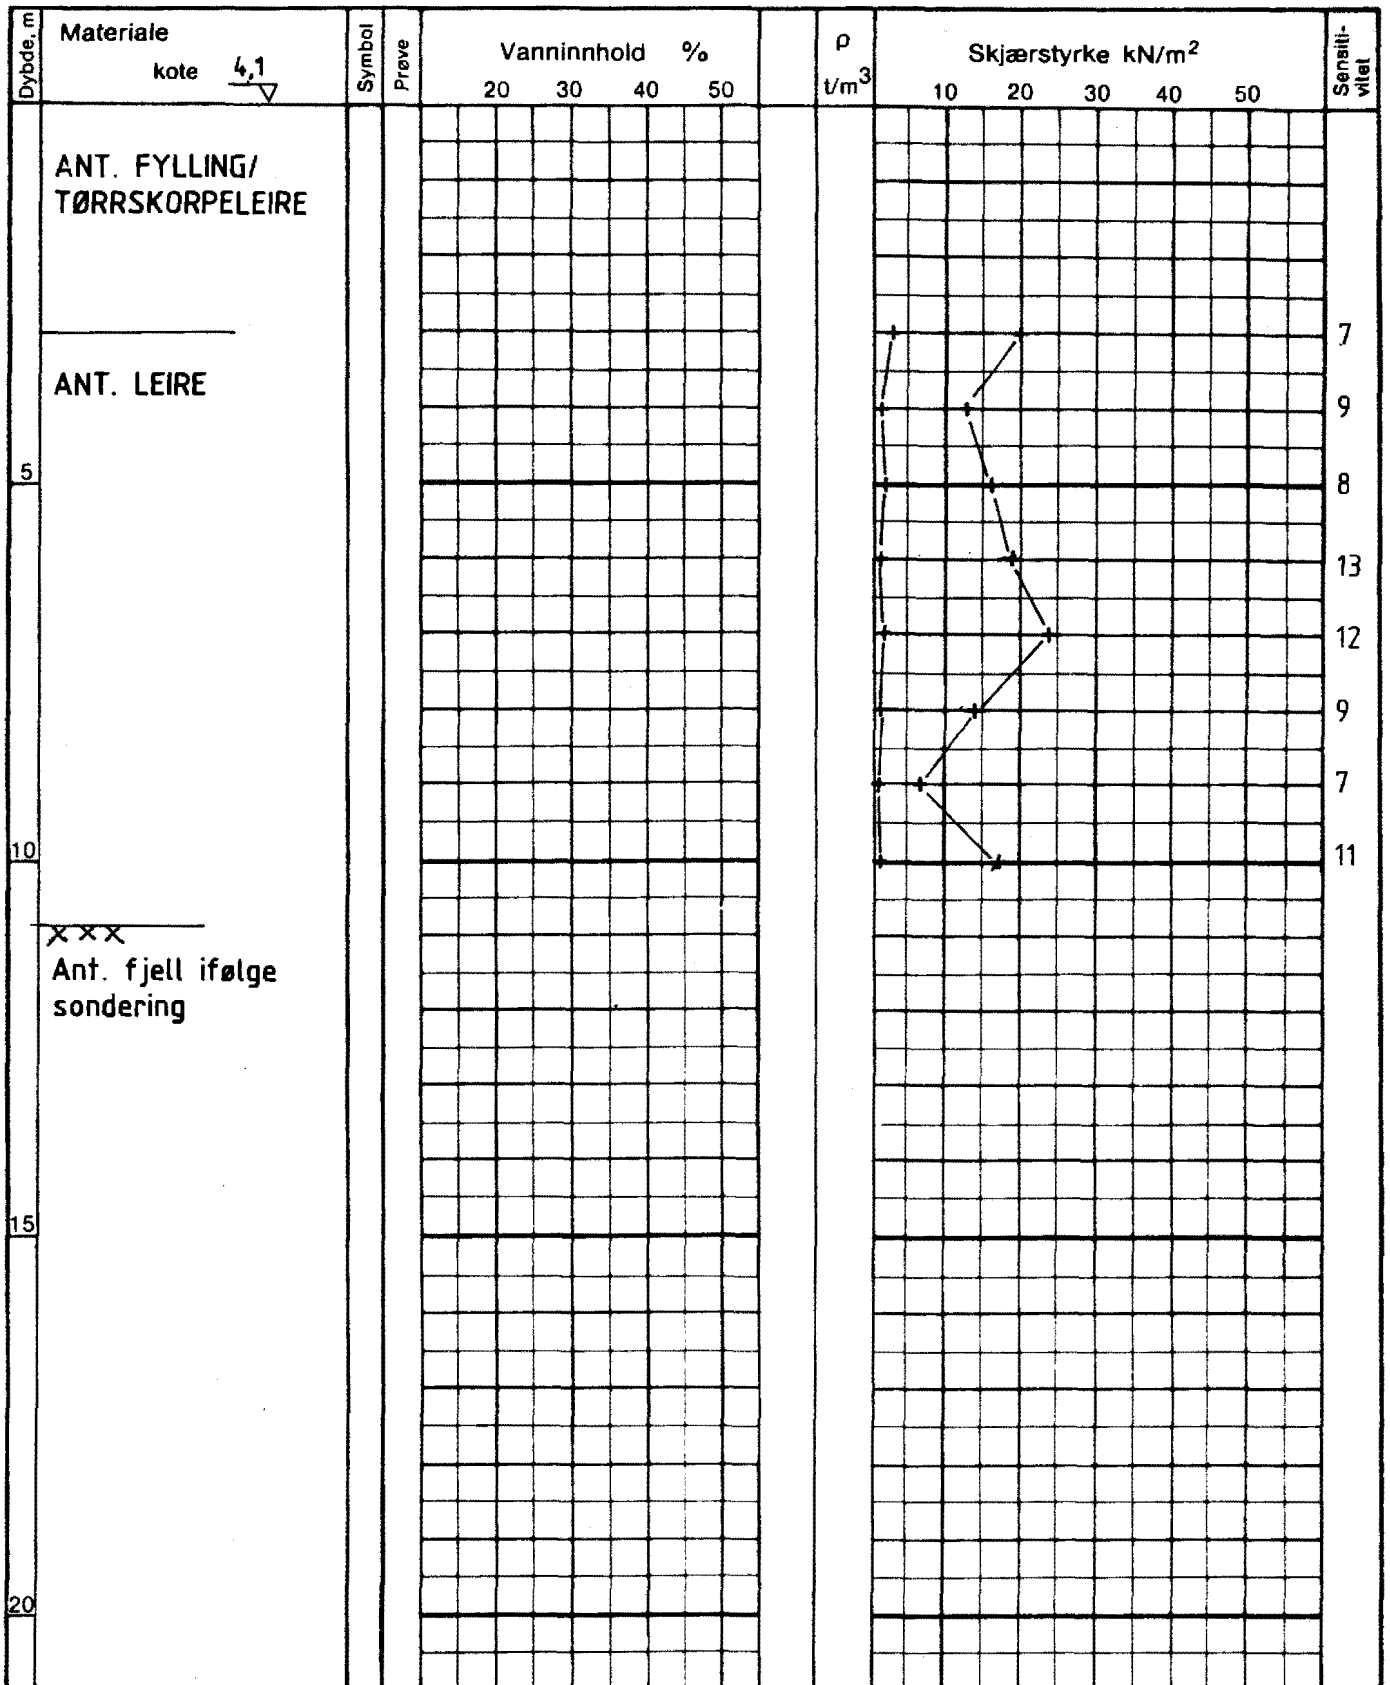 Dybde, m
Materiale
kote 4,1
Symbol
Prøve
Vanninnhold %
20 30 40 50
ρ
t/m³
Skjærstyrke kN/m²
10 20 30 40 50
Sensiti-
vitet
ANT. FYLLING/
TØRRSKORPELEIRE
7
ANT. LEIRE
9
5
8
13
12
9
7
10
11
XXX
Ant. fjell ifølge
sondering
15
20